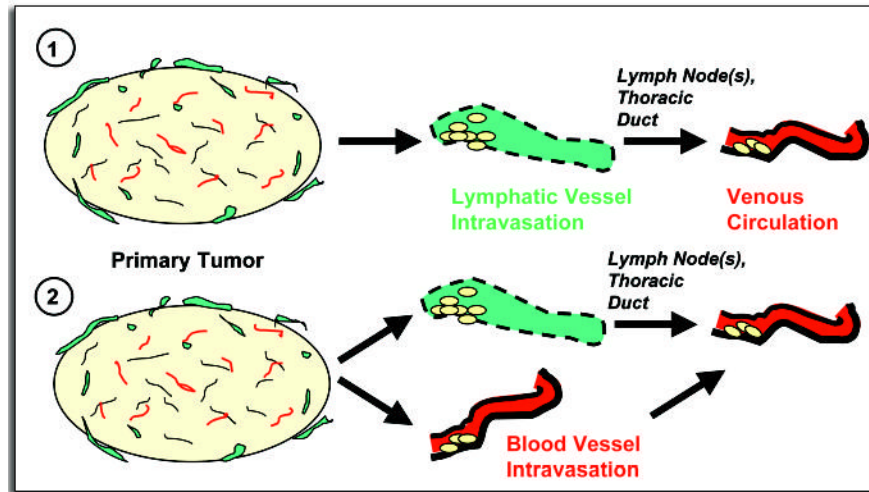 1
Lymph Node(s),
Thoracic
Duct
Lymphatic Vessel
Intravasation
Venous
Circulation
Primary Tumor
2
Lymph Node(s),
Thoracic
Duct
Blood Vessel
Intravasation